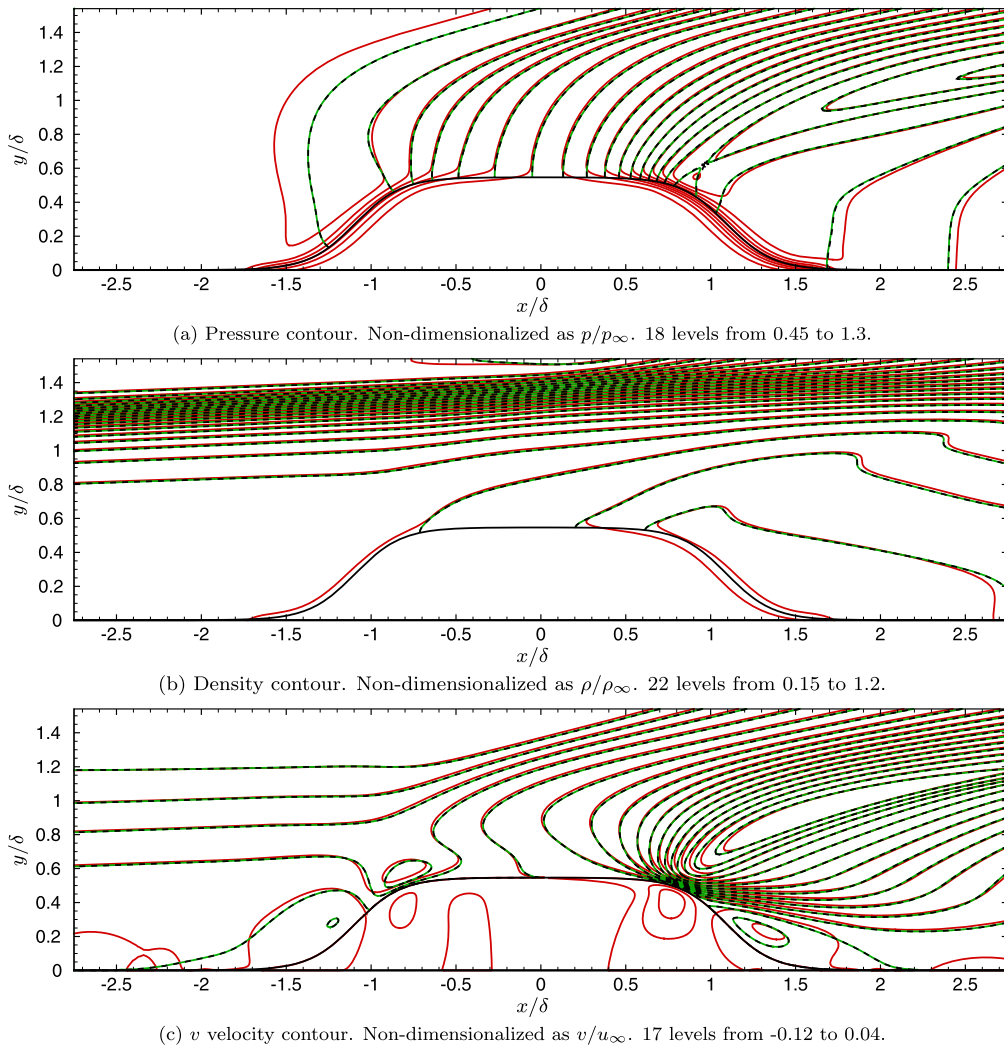 1.4
1.2
1
0.8
0.6
0.4
0.2
0
y/δ
-2.5 -2 -1.5 -1 -0.5 0 0.5 1 1.5 2 2.5
x/δ
(a) Pressure contour. Non-dimensionalized as p/p∞. 18 levels from 0.45 to 1.3.
1.4
1.2
1
0.8
0.6
0.4
0.2
0
y/δ
-2.5 -2 -1.5 -1 -0.5 0 0.5 1 1.5 2 2.5
x/δ
(b) Density contour. Non-dimensionalized as ρ/ρ∞. 22 levels from 0.15 to 1.2.
1.4
1.2
1
0.8
0.6
0.4
0.2
0
y/δ
-2.5 -2 -1.5 -1 -0.5 0 0.5 1 1.5 2 2.5
x/δ
(c) v velocity contour. Non-dimensionalized as v/u∞. 17 levels from -0.12 to 0.04.